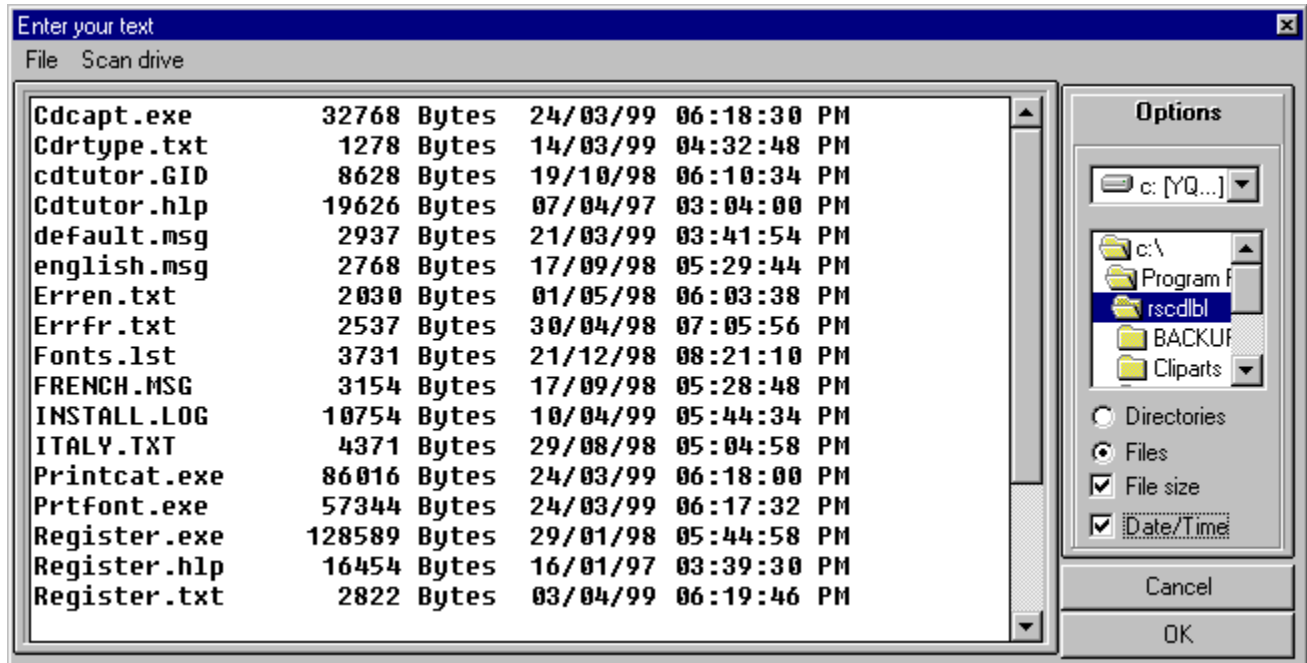 Enter your text
File Scan drive
Cdcapt.exe 32768 Bytes 24/03/99 06:18:30 PM
Cdrtype.txt 1278 Bytes 14/03/99 04:32:48 PM
cdtutor.GID 8628 Bytes 19/10/98 06:10:34 PM
Cdtutor.hlp 19626 Bytes 07/04/97 03:04:00 PM
default.msg 2937 Bytes 21/03/99 03:41:54 PM
english.msg 2768 Bytes 17/09/98 05:29:44 PM
Erren.txt 2030 Bytes 01/05/98 06:03:38 PM
Errfr.txt 2537 Bytes 30/04/98 07:05:56 PM
Fonts.lst 3731 Bytes 21/12/98 08:21:10 PM
FRENCH.MSG 3154 Bytes 17/09/98 05:28:48 PM
INSTALL.LOG 10754 Bytes 10/04/99 05:44:34 PM
ITALY.TXT 4371 Bytes 29/08/98 05:04:58 PM
Printcat.exe 86016 Bytes 24/03/99 06:18:00 PM
Prtfont.exe 57344 Bytes 24/03/99 06:17:32 PM
Register.exe 128589 Bytes 29/01/98 05:44:58 PM
Register.hlp 16454 Bytes 16/01/97 03:39:30 PM
Register.txt 2822 Bytes 03/04/99 06:19:46 PM
Options
c: [YQ...]
c:\
Program F
rscdlbl
BACKUP
Cliparts
Directories
Files
File size
Date/Time
Cancel
OK